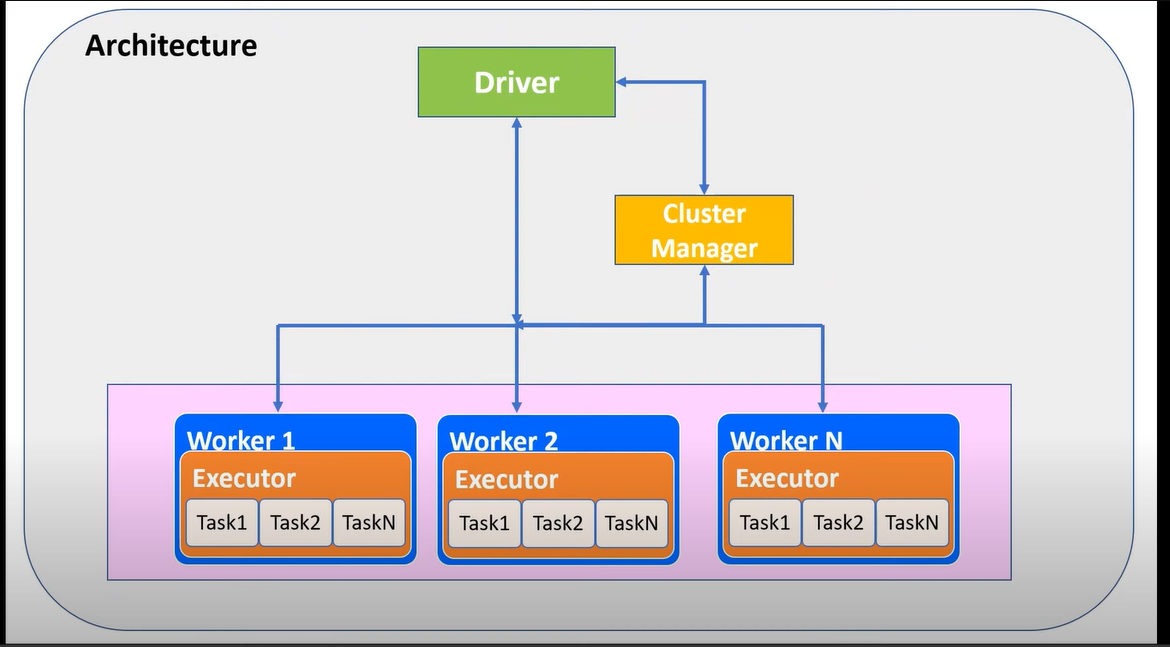 Architecture
Driver
Cluster
Manager
Worker 1
Executor
Task1 Task2 TaskN
Worker 2
Executor
Task1 Task2 TaskN
Worker N
Executor
Task1 Task2 TaskN